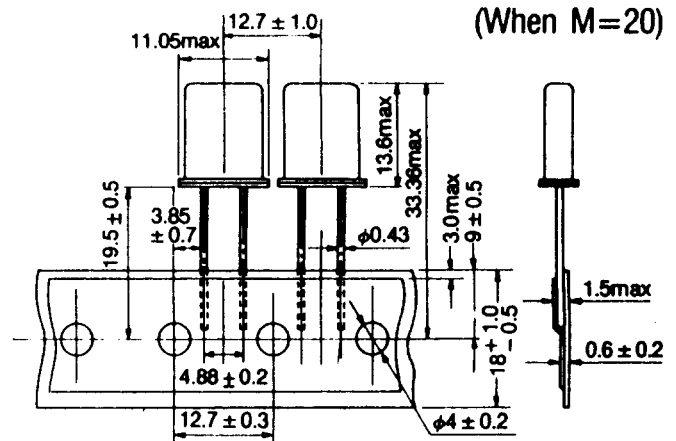 12.7 ± 1.0
(When M=20)
11.05max
13.6max
33.36max
19.5 ± 0.5
3.85
± 0.7
φ0.43
3.0max
9 ± 0.5
1.5max
18 +1.0
-0.5
0.6 ± 0.2
4.88 ± 0.2
12.7 ± 0.3
φ4 ± 0.2